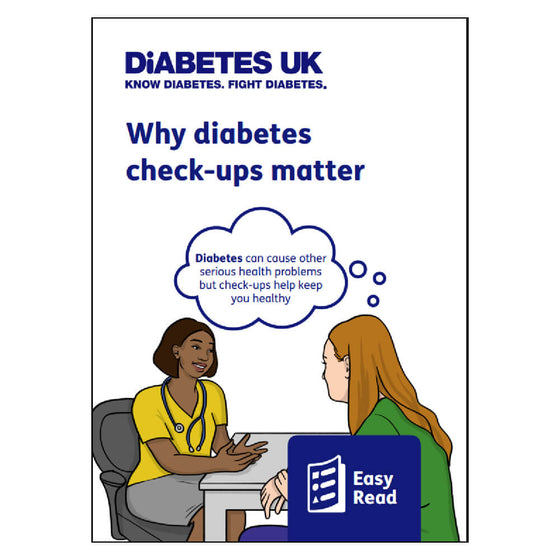 DiABETES UK
KNOW DIABETES. FIGHT DIABETES.
Why diabetes
check-ups matter
Diabetes can cause other
serious health problems
but check-ups help keep
you healthy
Easy
Read